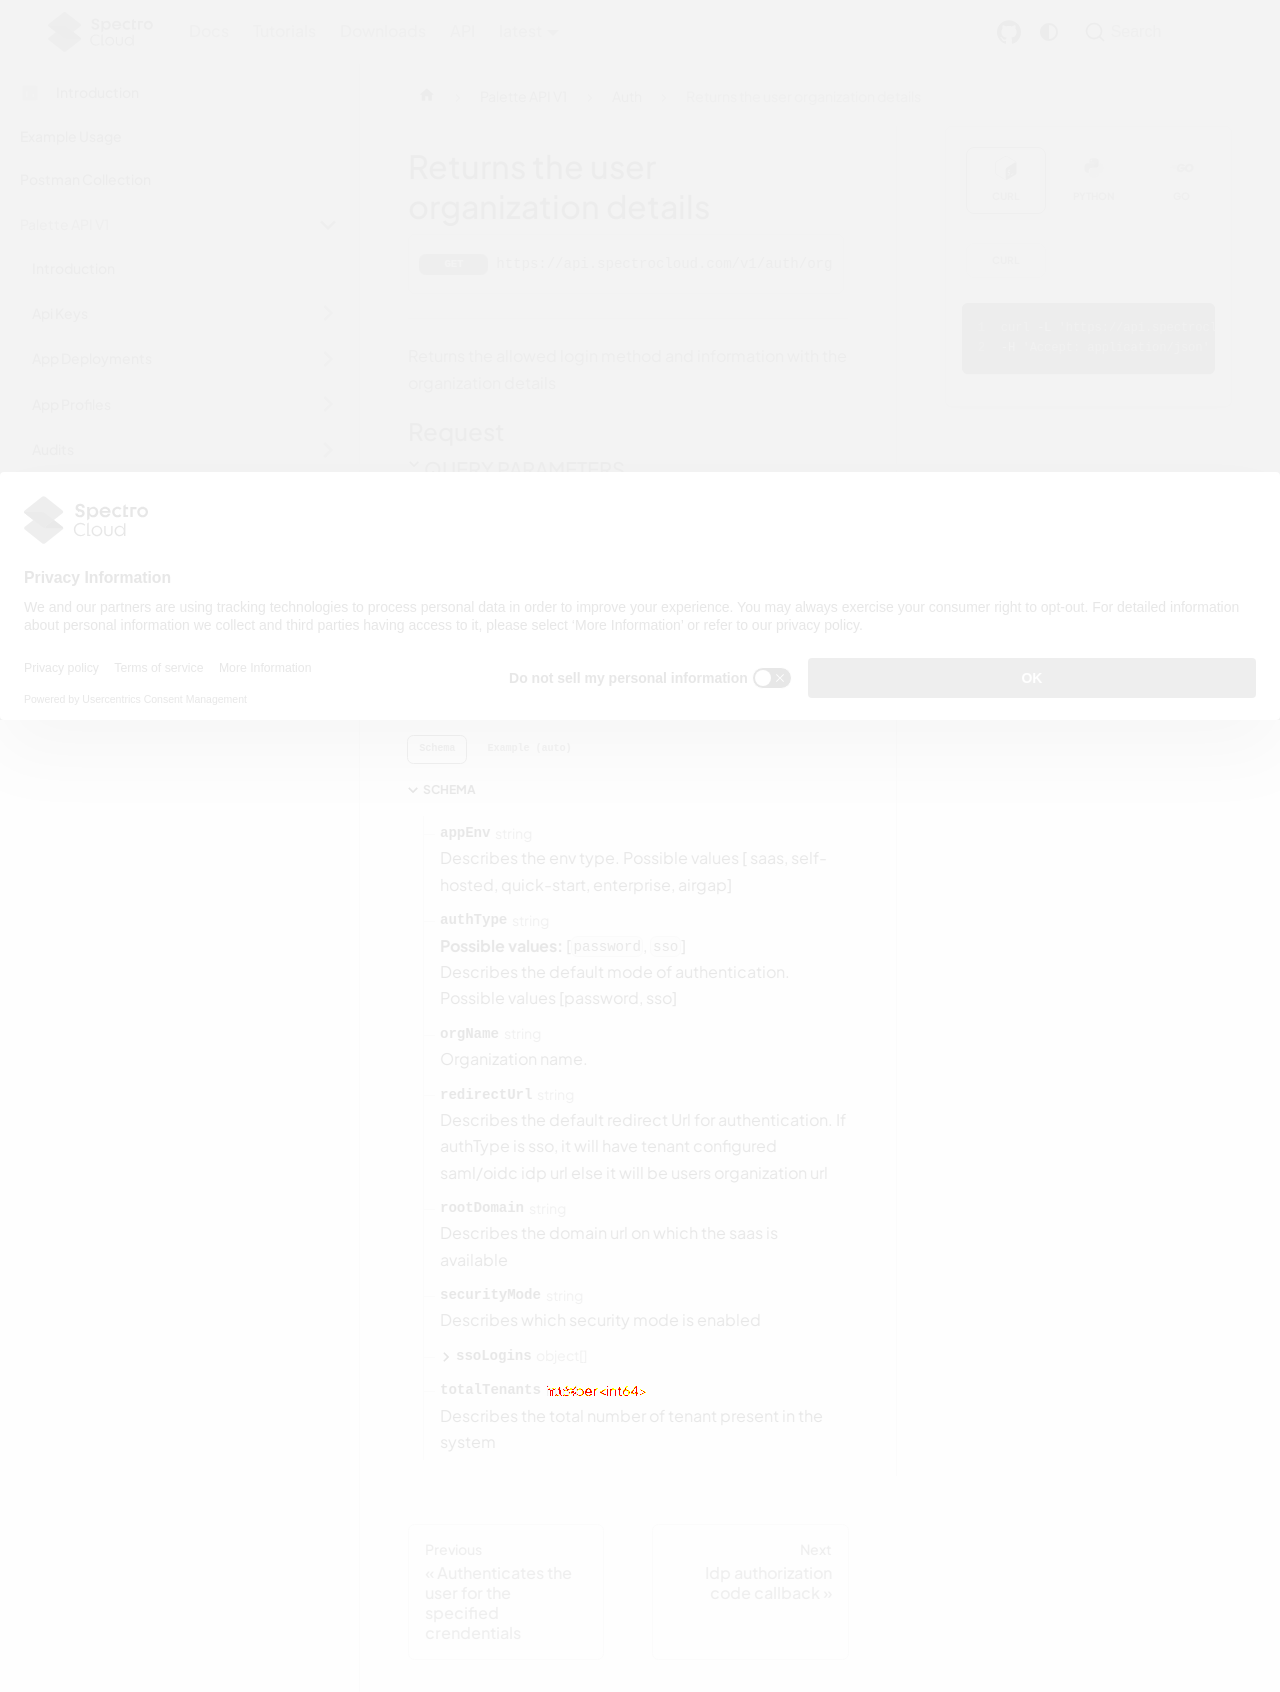 Spectro
Cloud
Docs Tutorials Downloads API latest
Search
Introduction
Palette API V1 Auth Returns the user organization details
Example Usage
Postman Collection
Returns the user
organization details
CURL PYTHON GO
Palette API V1
Introduction
GET https://api.spectrocloud.com/v1/auth/org
CURL
Api Keys
App Deployments
Returns the allowed login method and information with the
organization details
App Profiles
Request
Audits
QUERY PARAMETERS
Spectro
Cloud
Privacy Information
We and our partners are using tracking technologies to process personal data in order to improve your experience. You may always exercise your consumer right to opt-out. For detailed information
about personal information we collect and third parties having access to it, please select 'More Information' or refer to our privacy policy.
Privacy policy Terms of service More Information
Do not sell my personal information
OK
Powered by Usercentrics Consent Management
Schema Example (auto)
SCHEMA
appEnv string
Describes the env type. Possible values [ saas, self-
hosted, quick-start, enterprise, airgap]
authType string
Possible values: [password, sso]
Describes the default mode of authentication.
Possible values [password, sso]
orgName string
Organization name.
redirectUrl string
Describes the default redirect Url for authentication. If
authType is sso, it will have tenant configured
saml/oidc idp url else it will be users organization url
rootDomain string
Describes the domain url on which the saas is
available
securityMode string
Describes which security mode is enabled
ssoLogins object[]
totalTenants
Describes the total number of tenant present in the
system
Previous
« Authenticates the
user for the
specified
crendentials
Next
Idp authorization
code callback »